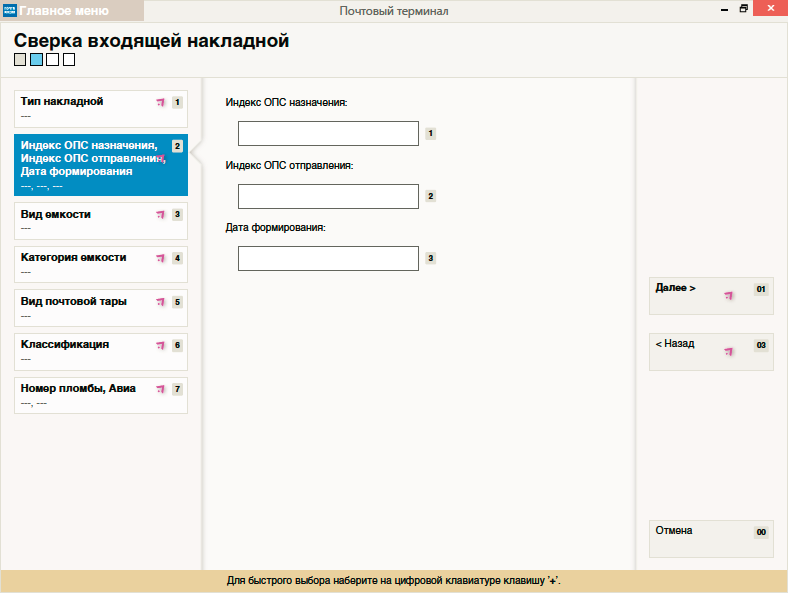 Главное меню
Почтовый терминал
Сверка входящей накладной
Тип накладной 1
---
Индекс ОПС назначения, 2
Индекс ОПС отправления,
Дата формирования
---, ---, ---
Вид емкости 3
---
Категория емкости 4
---
Вид почтовой тары 5
---
Классификация 6
---
Номер пломбы, Авиа 7
---, ---
Индекс ОПС назначения:
1
Индекс ОПС отправления:
2
Дата формирования:
3
Далее > 01
< Назад 03
Отмена 00
Для быстрого выбора наберите на цифровой клавиатуре клавишу '+'.